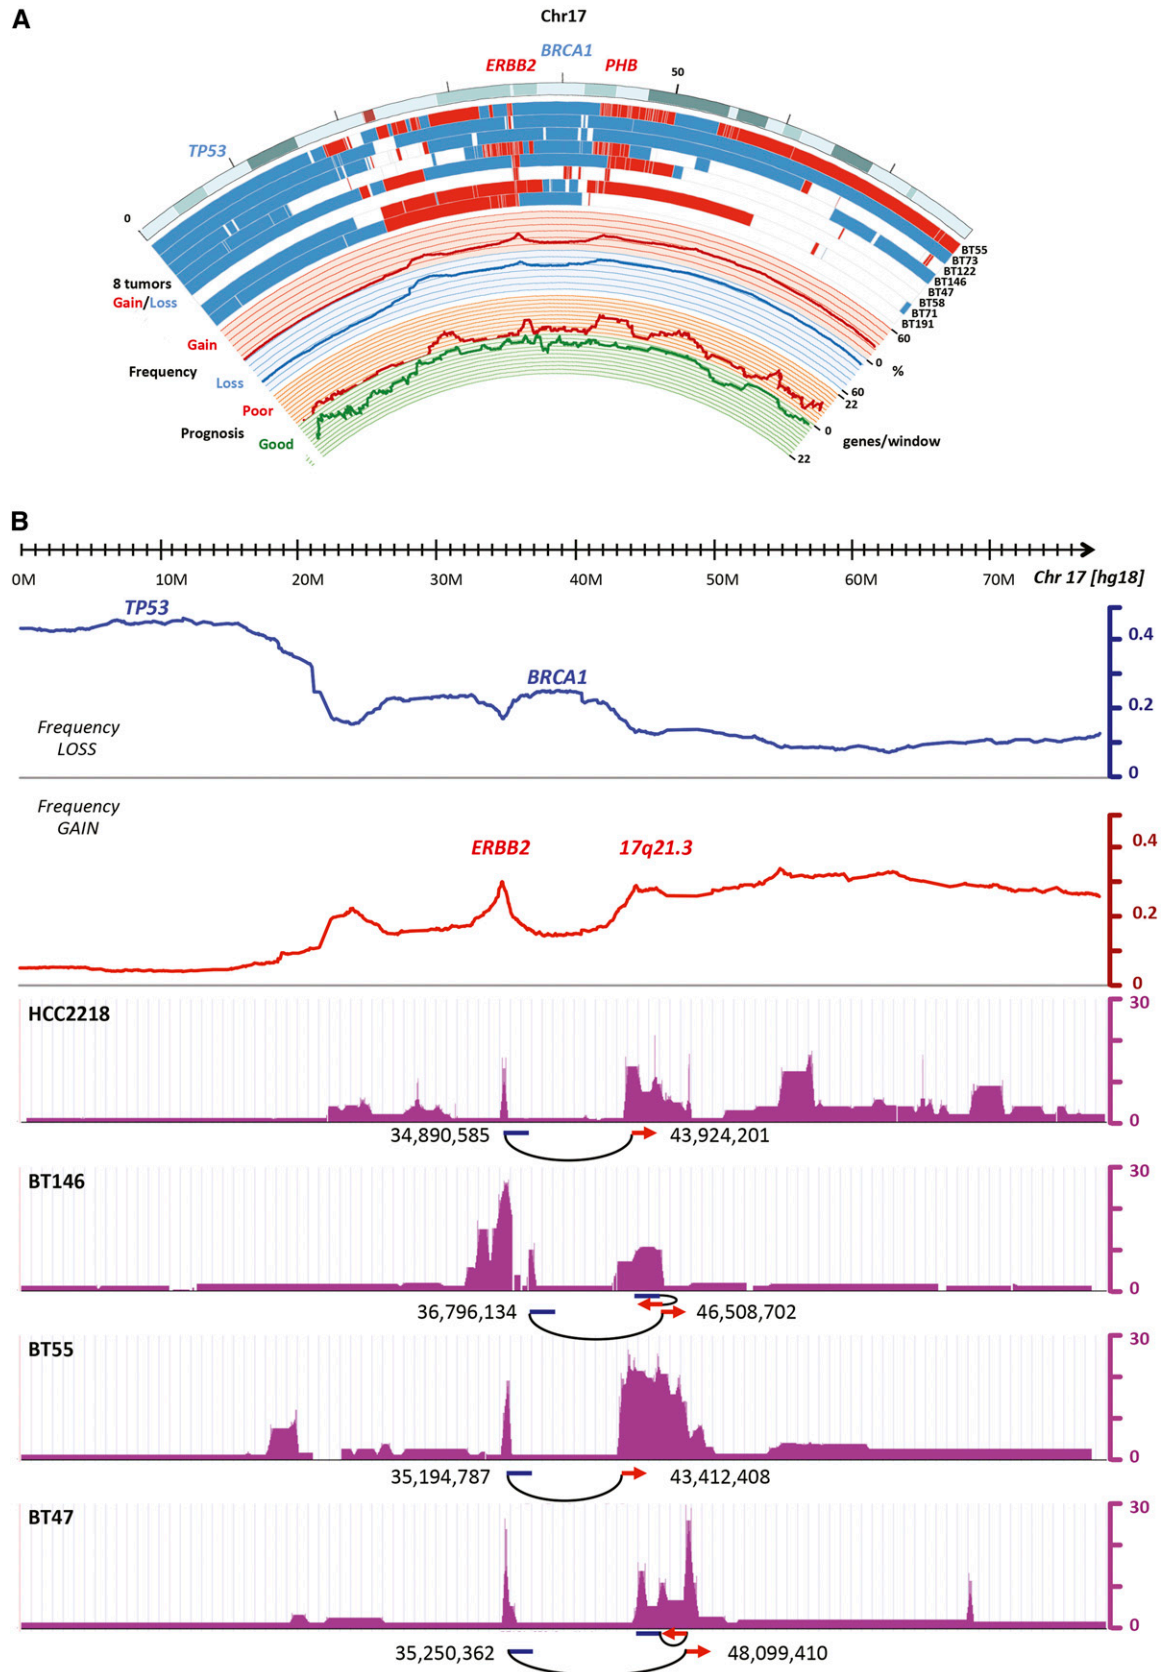 A
Chr17
BRCA1
ERBB2
PHB
50
TP53
0
BT55
BT73
BT122
BT146
BT47
BT58
BT71
BT191
8 tumors
Gain/Loss
Gain
Frequency
Loss
Poor
Prognosis
Good
60
0
%
60
22
0
genes/window
22
B
0M 10M 20M 30M 40M 50M 60M 70M Chr 17 [hg18]
TP53
BRCA1
Frequency
LOSS
0.4
0.2
0
Frequency
GAIN
ERBB2
17q21.3
0.4
0.2
0
HCC2218
30
0
34,890,585 43,924,201
BT146
30
0
36,796,134 46,508,702
BT55
30
0
35,194,787 43,412,408
BT47
30
0
35,250,362 48,099,410